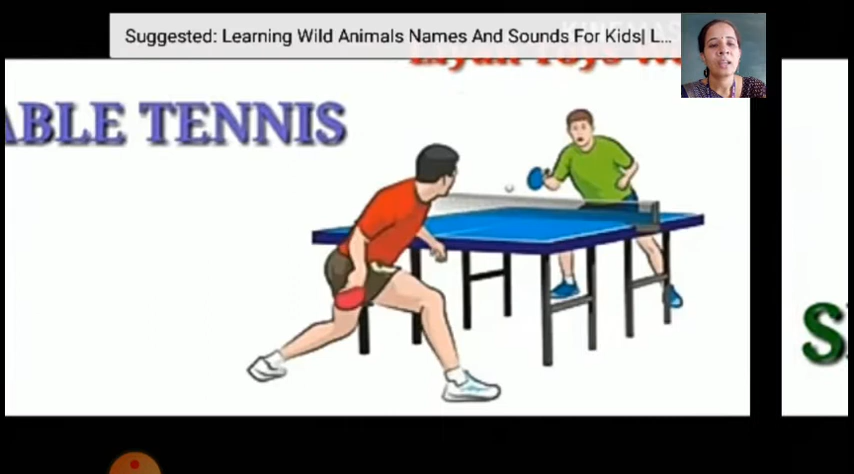 Suggested: Learning Wild Animals Names And Sounds For Kids| L...
ABLE TENNIS
S